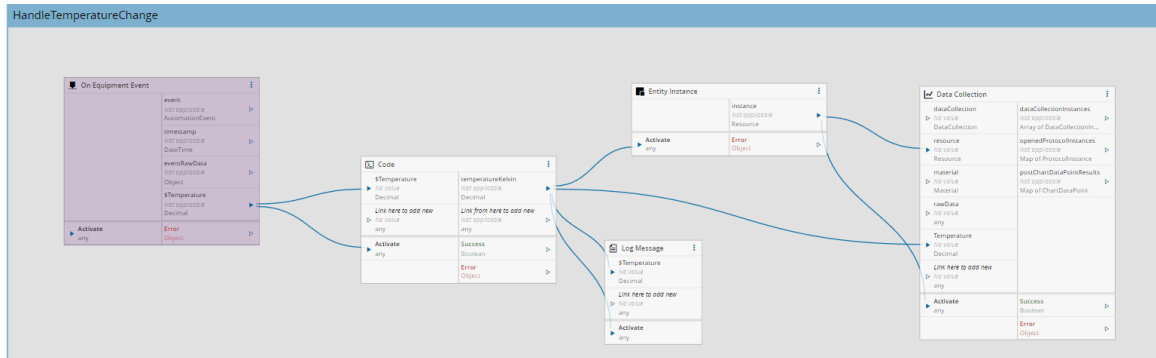 HandleTemperatureChange
On Equipment Event
event
Not applicable
AutomationEvent
timestamp
Not applicable
DateTime
eventRawData
Not applicable
Object
$Temperature
Not applicable
Decimal
Activate
any
Error
Object
Code
$Temperature
No value
Decimal
temperatureKelvin
Not applicable
Decimal
Link here to add new
No value
any
Link from here to add new
Not applicable
any
Activate
any
Success
Boolean
Error
Object
Entity Instance
instance
Not applicable
Resource
Activate
any
Error
Object
Log Message
$Temperature
No value
Decimal
Link here to add new
No value
any
Activate
any
Data Collection
dataCollection
No value
DataCollection
dataCollectionInstances
Not applicable
Array of DataCollectionIn...
resource
No value
Resource
openedProtocolInstances
Not applicable
Map of ProtocolInstance
material
No value
Material
postChartDataPointResults
Not applicable
Map of ChartDataPoint
rawData
No value
any
Temperature
No value
Decimal
Link here to add new
No value
any
Activate
any
Success
Boolean
Error
Object